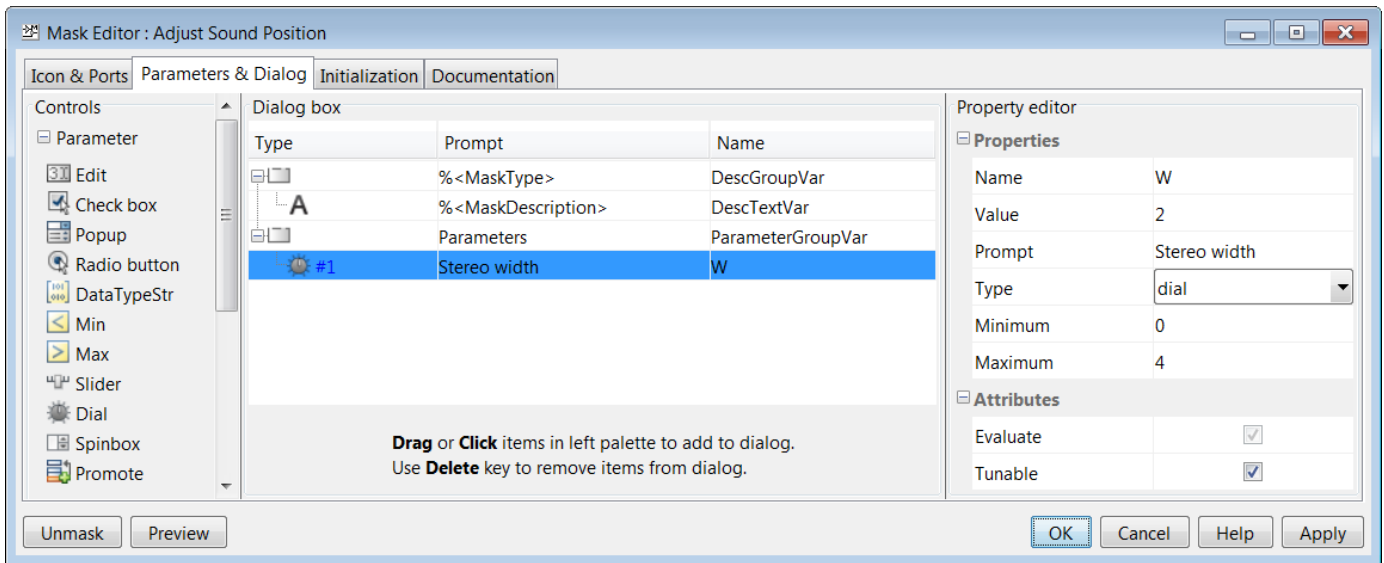 Mask Editor : Adjust Sound Position
Icon & Ports Parameters & Dialog Initialization Documentation
Controls
Parameter
Edit
Check box
Popup
Radio button
DataTypeStr
Min
Max
Slider
Dial
Spinbox
Promote
Dialog box
Type Prompt Name
%<MaskType> DescGroupVar
A %<MaskDescription> DescTextVar
Parameters ParameterGroupVar
#1 Stereo width W
Drag or Click items in left palette to add to dialog.
Use Delete key to remove items from dialog.
Property editor
Properties
Name W
Value 2
Prompt Stereo width
Type dial
Minimum 0
Maximum 4
Attributes
Evaluate
Tunable
Unmask Preview OK Cancel Help Apply